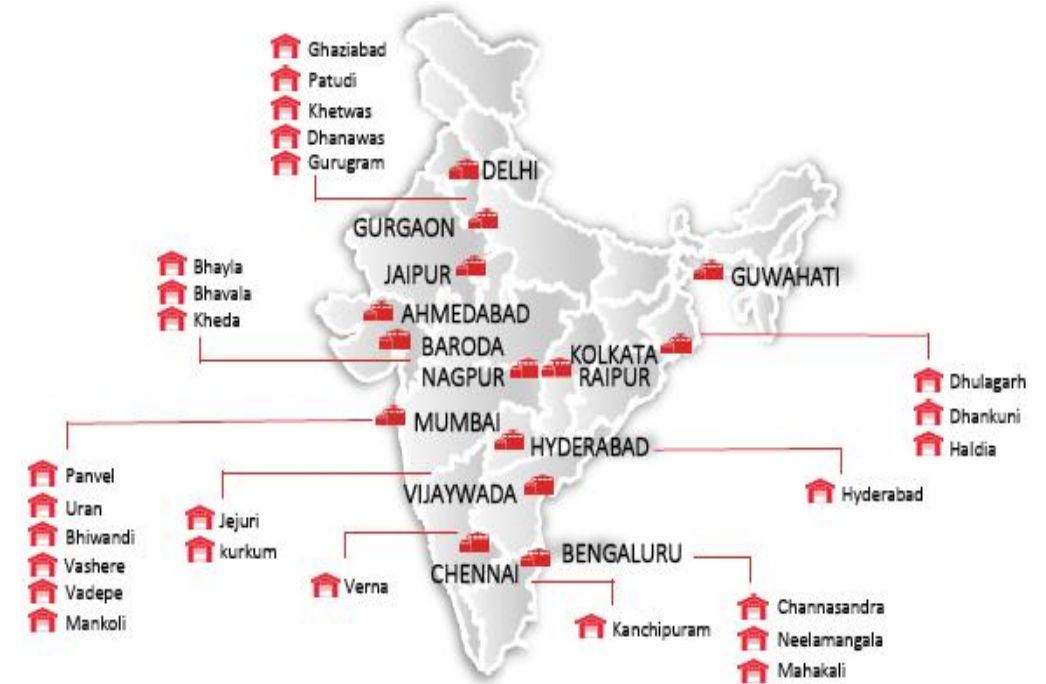 Ghaziabad
Patudi
Khetwas
Dhanawas
Gurugram
DELHI
GURGAON
JAIPUR
GUWAHATI
Bhayla
Bhavala
Kheda
AHMEDABAD
BARODA
NAGPUR
KOLKATA
RAIPUR
MUMBAI
HYDERABAD
VIJAYWADA
CHENNAI
BENGALURU
Dhulagarh
Dhankuni
Haldia
Hyderabad
Panvel
Uran
Bhiwandi
Vashere
Vadepe
Mankoli
Jejuri
kurkum
Verna
Kanchipuram
Channasandra
Neelamangala
Mahakali